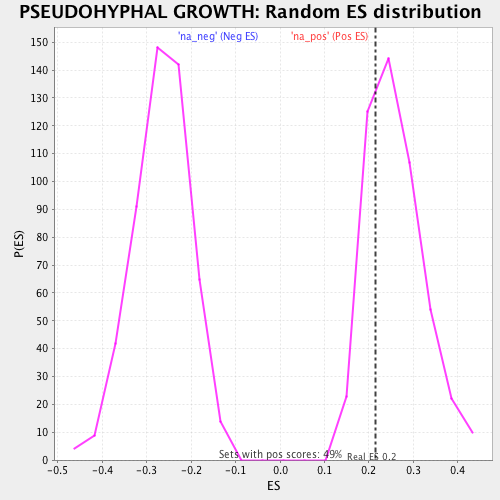 PSEUDOHYPHAL GROWTH: Random ES distribution
'na_neg' (Neg ES) 'na_pos' (Pos ES)
150
140
130
120
110
100
90
80
70
60
50
40
30
20
10
0
P(ES)
Sets with pos scores: 49%
Real ES 0.2
-0.5 -0.4 -0.3 -0.2 -0.1 0.0 0.1 0.2 0.3 0.4
ES